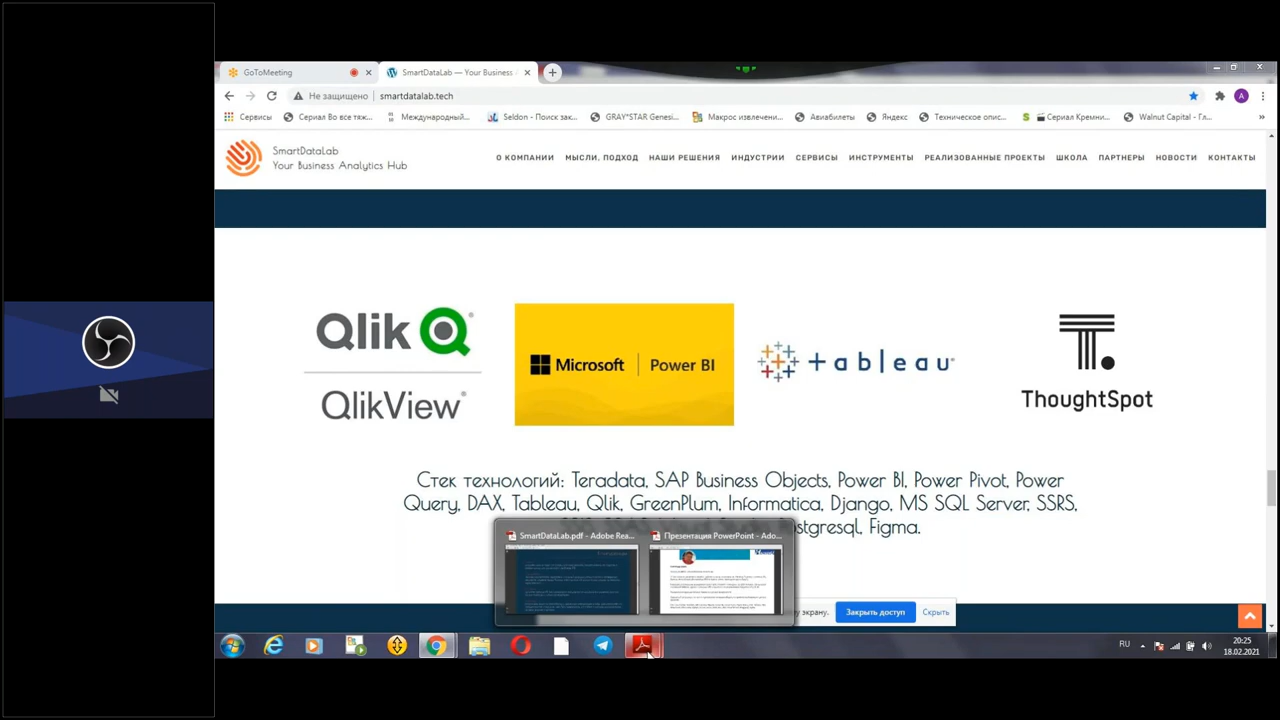 GoToMeeting
SmartDataLab — Your Business
Не защищено
smartdatalab.tech
Сервисы
Сериал Во все тяж...
Международный...
Seldon - Поиск зак...
GRAY*STAR Genesi...
Макрос извлечени...
Авиабилеты
Яндекс
Техническое опис...
Сериал Кремни...
Walnut Capital - Гл...
SmartDataLab
Your Business Analytics Hub
О КОМПАНИИ
МЫСЛИ, ПОДХОД
НАШИ РЕШЕНИЯ
ИНДУСТРИИ
СЕРВИСЫ
ИНСТРУМЕНТЫ
РЕАЛИЗОВАННЫЕ ПРОЕКТЫ
ШКОЛА
ПАРТНЕРЫ
НОВОСТИ
КОНТАКТЫ
Qlik
QlikView
Microsoft | Power BI
tableau
ThoughtSpot
Стек технологий: Teradata, SAP Business Objects, Power BI, Power Pivot, Power
Query, DAX, Tableau, Qlik, GreenPlum, Informatica, Django, MS SQL Server, SSRS,
Postgresql, Figma.
SmartDataLab.pdf - Adobe Rea...
Презентация PowerPoint - Ado...
экрану.
Закрыть доступ
Скрыть
RU
20:25
18.02.2021